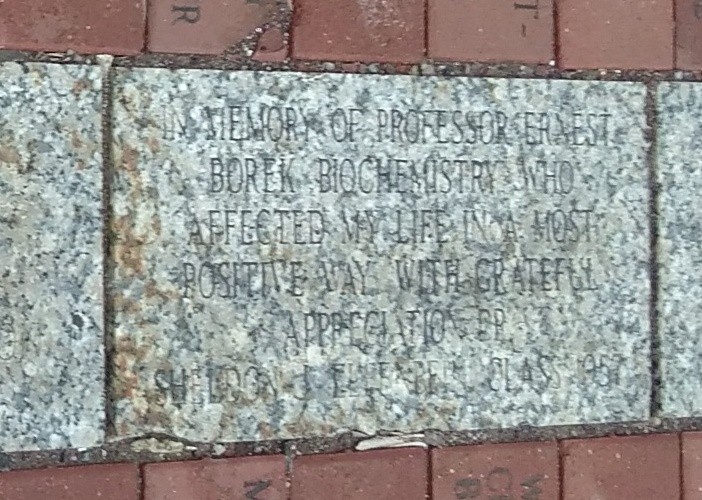 IN MEMORY OF PROFESSOR ERNEST
BOREK BIOCHEMISTRY WHO
AFFECTED MY LIFE IN A MOST
POSITIVE WAY WITH GRATEFUL
APPRECIATION DR
SHELDON J CLASS